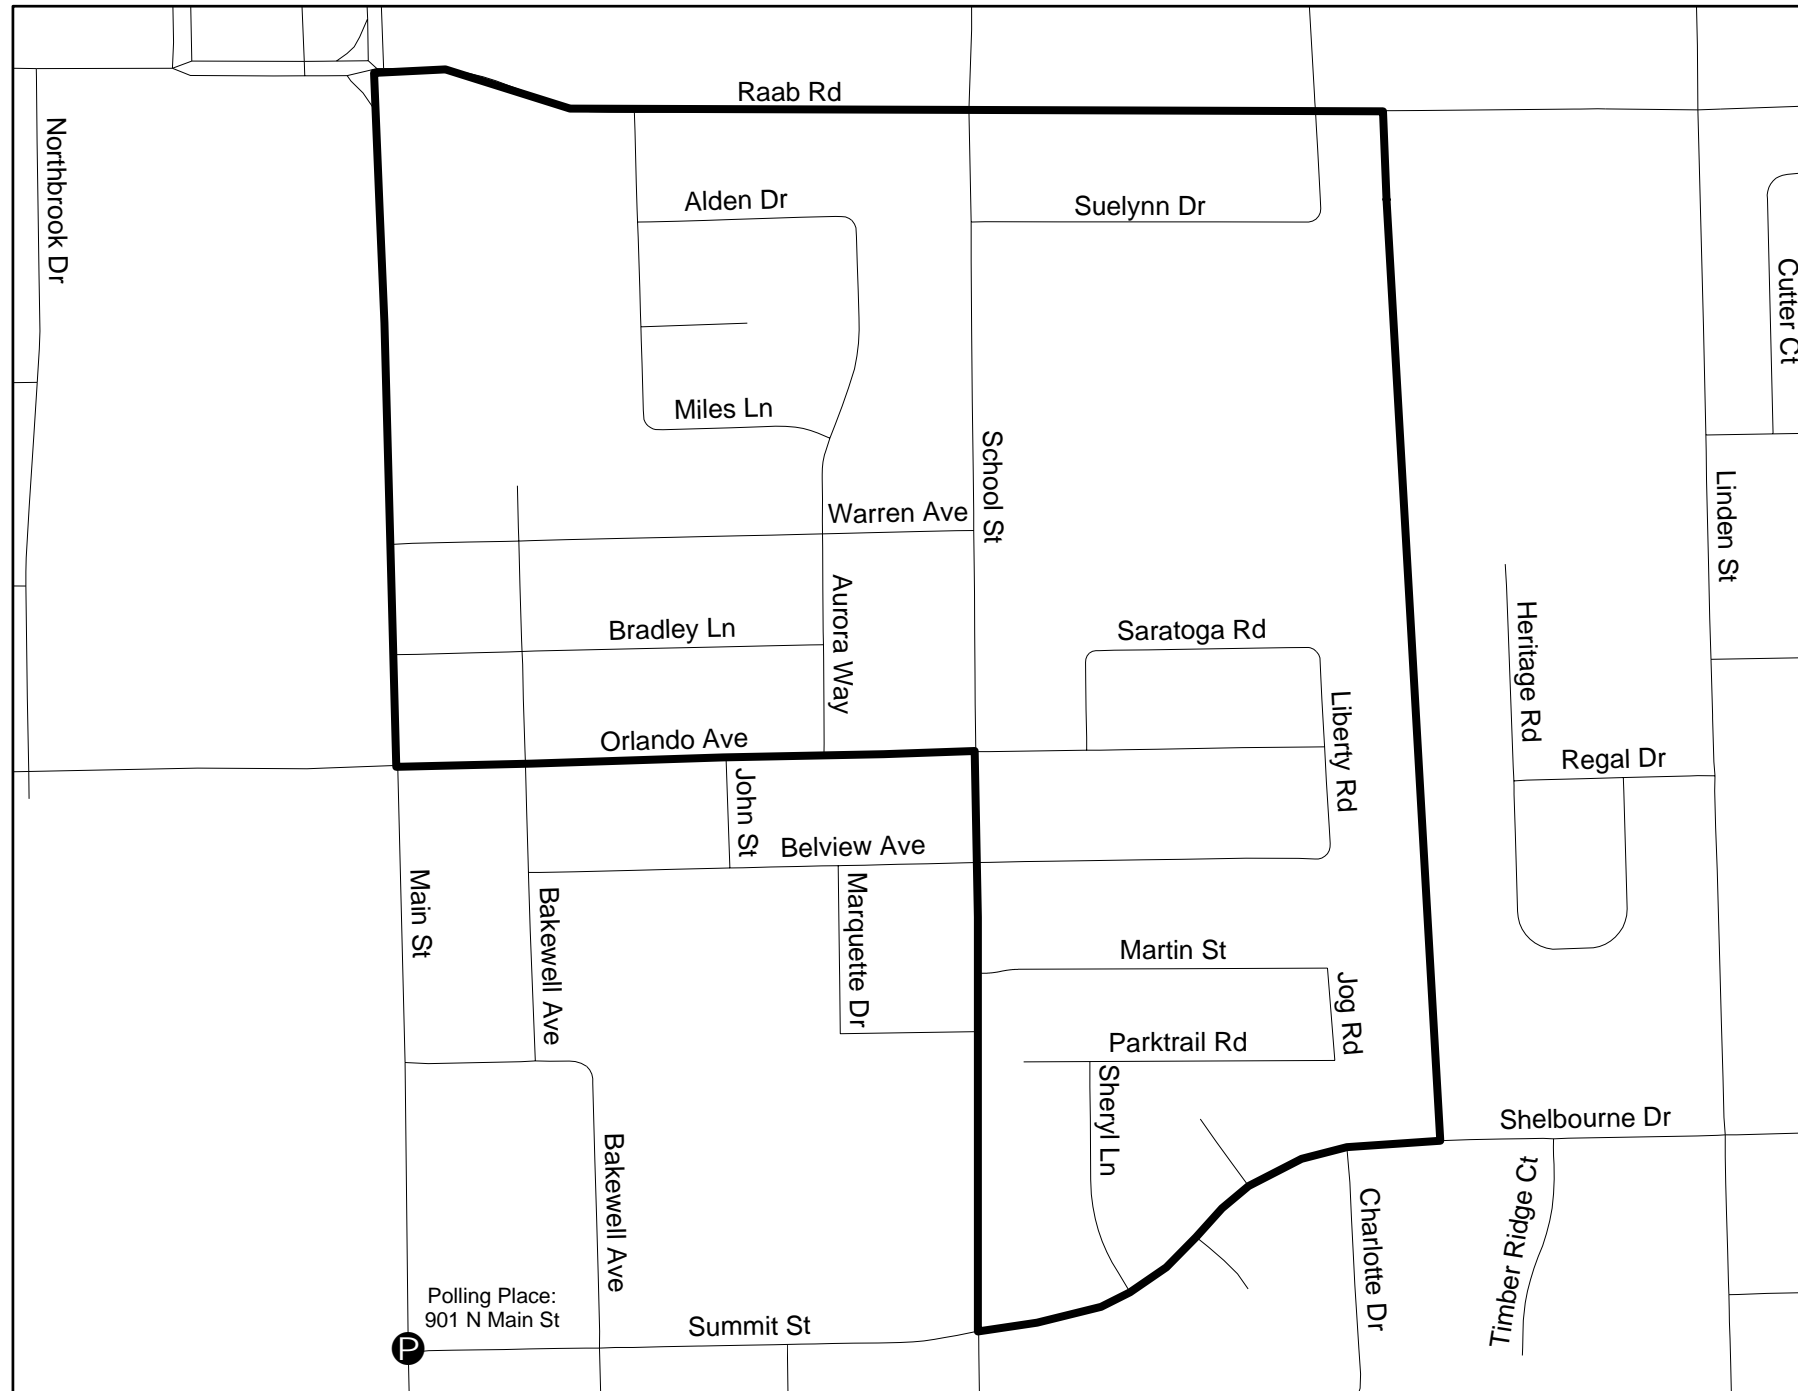 Raab Rd
Northbrook Dr
Alden Dr
Suelynn Dr
Cutter Ct
Miles Ln
School St
Linden St
Warren Ave
Aurora Way
Bradley Ln
Saratoga Rd
Heritage Rd
Liberty Rd
Orlando Ave
Regal Dr
John St
Belview Ave
Main St
Bakewell Ave
Marquette Dr
Martin St
Jog Rd
Parktrail Rd
Sheryl Ln
Shelbourne Dr
Bakewell Ave
Timber Ridge Ct
Charlotte Dr
Polling Place:
901 N Main St
Summit St
P